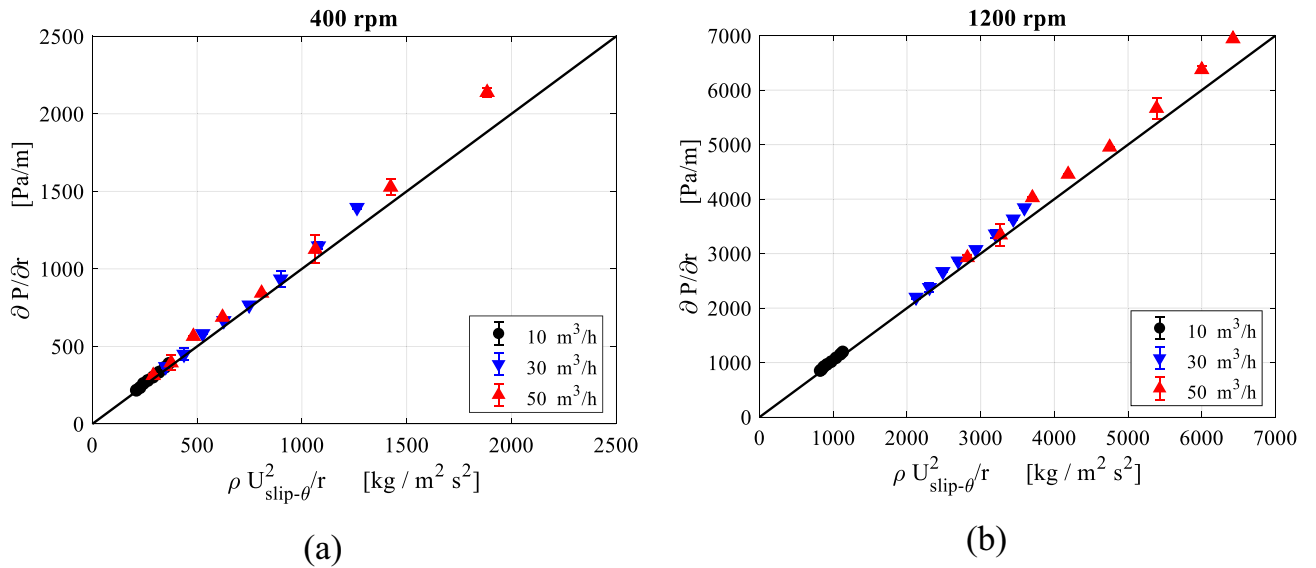 400 rpm
2500
2000
1500
1000
500
0
∂ P/∂r [Pa/m]
0 500 1000 1500 2000 2500
ρ U²slip-θ/r [kg / m² s²]
10 m³/h
30 m³/h
50 m³/h
(a)
1200 rpm
7000
6000
5000
4000
3000
2000
1000
0
∂ P/∂r [Pa/m]
0 1000 2000 3000 4000 5000 6000 7000
ρ U²slip-θ/r [kg / m² s²]
10 m³/h
30 m³/h
50 m³/h
(b)